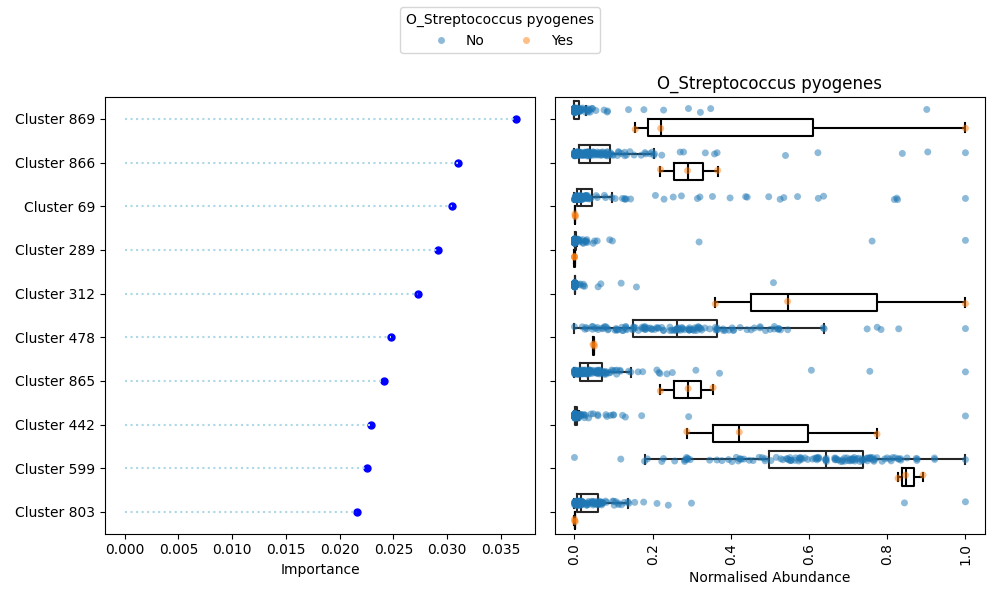 O_Streptococcus pyogenes
No Yes
O_Streptococcus pyogenes
Cluster 869
Cluster 866
Cluster 69
Cluster 289
Cluster 312
Cluster 478
Cluster 865
Cluster 442
Cluster 599
Cluster 803
0.000 0.005 0.010 0.015 0.020 0.025 0.030 0.035
Importance
0.0 0.2 0.4 0.6 0.8 1.0
Normalised Abundance